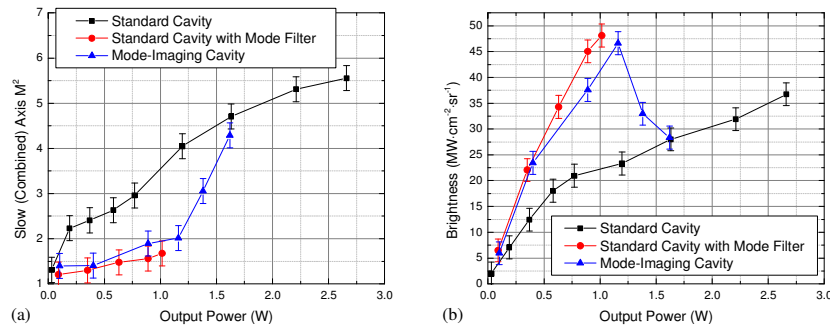 7
6
5
4
3
2
1
0.0 0.5 1.0 1.5 2.0 2.5 3.0
Slow (Combined) Axis M²
Output Power (W)
Standard Cavity
Standard Cavity with Mode Filter
Mode-Imaging Cavity
(a)
50
45
40
35
30
25
20
15
10
5
0
0.0 0.5 1.0 1.5 2.0 2.5 3.0
Brightness (MW·cm⁻²·sr⁻¹)
Output Power (W)
Standard Cavity
Standard Cavity with Mode Filter
Mode-Imaging Cavity
(b)